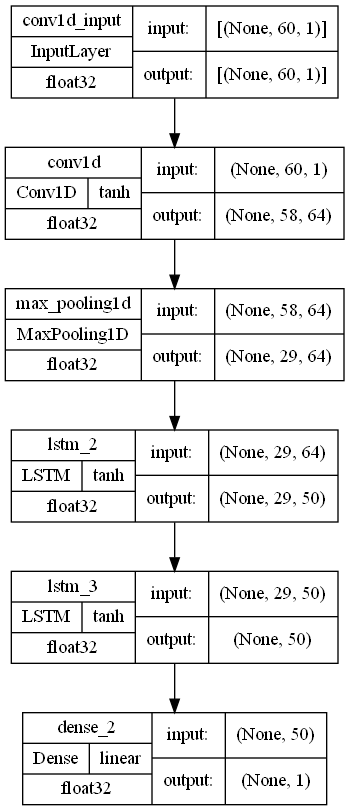 conv1d_input
InputLayer
float32
input:
[(None, 60, 1)]
output:
[(None, 60, 1)]
conv1d
Conv1D
tanh
float32
input:
(None, 60, 1)
output:
(None, 58, 64)
max_pooling1d
MaxPooling1D
float32
input:
(None, 58, 64)
output:
(None, 29, 64)
lstm_2
LSTM
tanh
float32
input:
(None, 29, 64)
output:
(None, 29, 50)
lstm_3
LSTM
tanh
float32
input:
(None, 29, 50)
output:
(None, 50)
dense_2
Dense
linear
float32
input:
(None, 50)
output:
(None, 1)